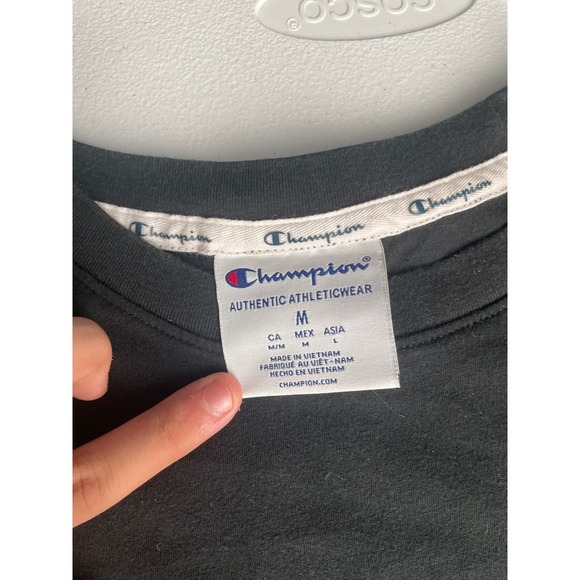 COSCO®
Champion
Champion
Champion
Champion®
AUTHENTIC ATHLETICWEAR
M
CA MEX ASIA
M/M M L
MADE IN VIETNAM
FABRIQUÉ AU VIÊT-NAM
HECHO EN VIETNAM
CHAMPION.COM